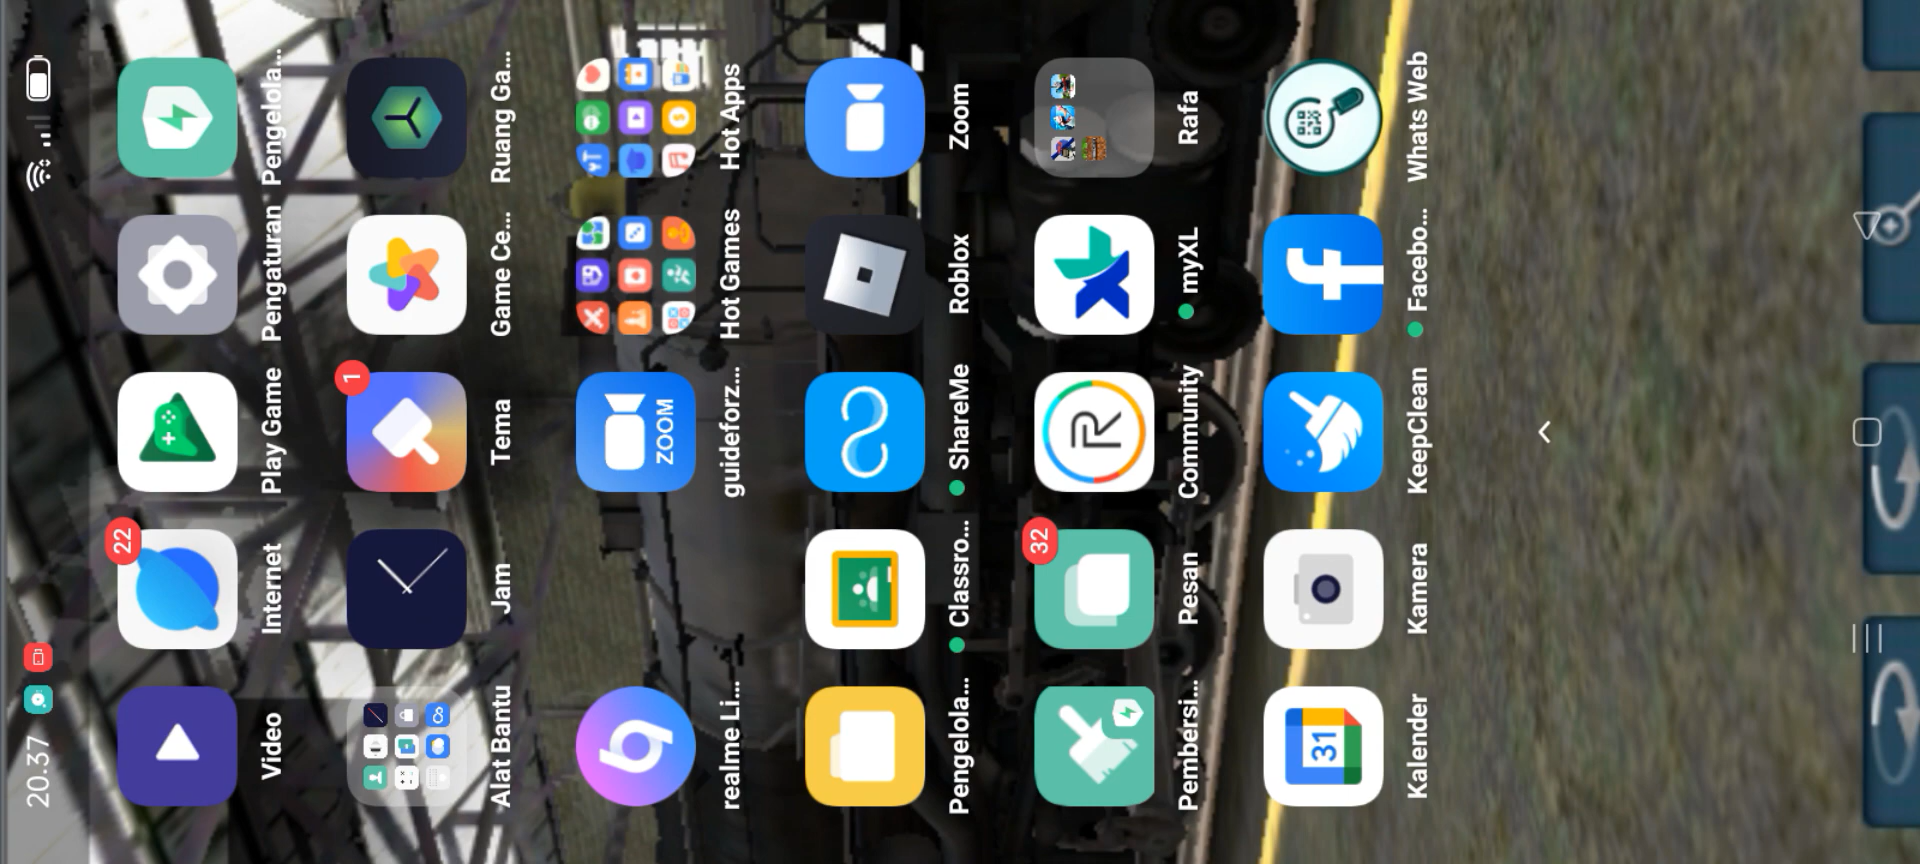 20.37
Video
22
Internet
Play Game
Pengaturan
Pengelola...
Alat Bantu
Jam
1
Tema
Game Ce...
Ruang Ga...
realme Li...
ZOOM
guideforz...
Hot Games
Hot Apps
Pengelola...
Classro...
ShareMe
Roblox
Zoom
Pembersi...
32
Pesan
R
Community
myXL
Rafa
31
Kalender
Kamera
KeepClean
f
Facebo...
Whats Web